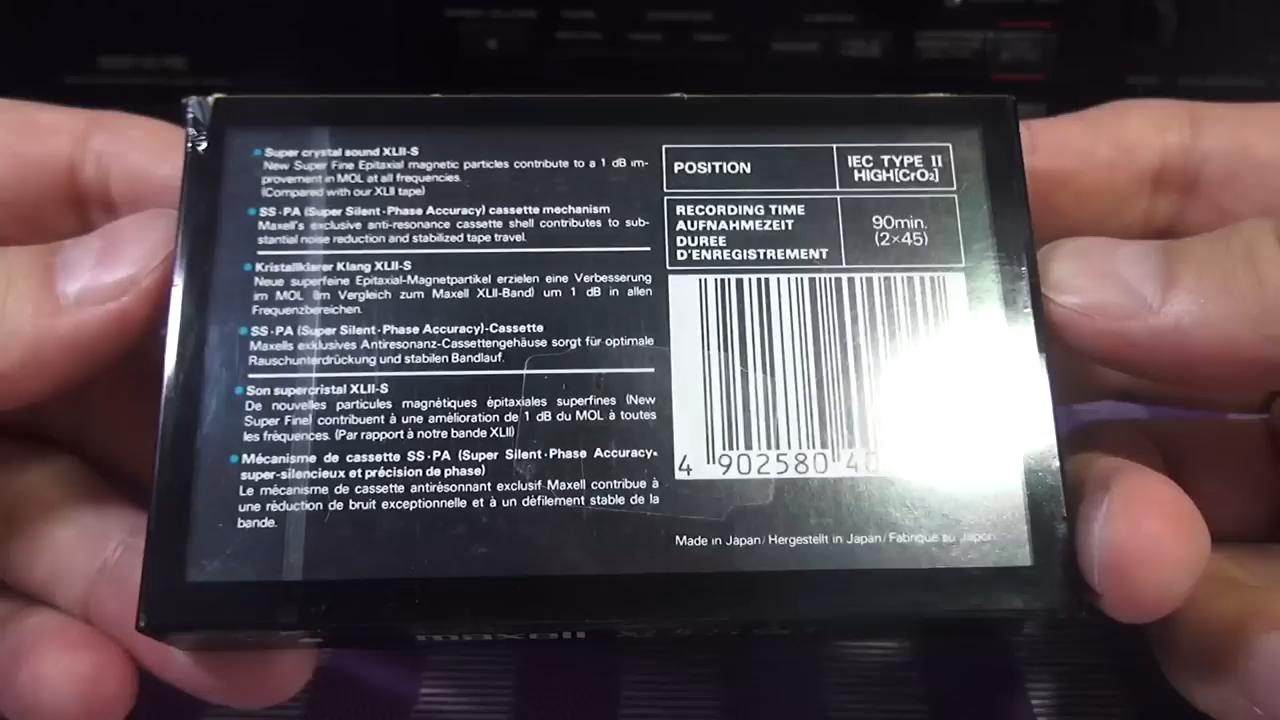 Super crystal sound XLII-S
New Super Fine Epitaxial magnetic particles contribute to a 1 dB im-
provement in MOL at all frequencies.
(Compared with our XLII tape)
SS·PA (Super Silent·Phase Accuracy) cassette mechanism
Maxell's exclusive anti-resonance cassette shell contributes to sub-
stantial noise reduction and stabilized tape travel.
Kristallklarer Klang XLII-S
Neue superfeine Epitaxial-Magnetpartikel erzielen eine Verbesserung
im MOL (im Vergleich zum Maxell XLII-Band) um 1 dB in allen
Frequenzbereichen.
SS·PA (Super Silent·Phase Accuracy)-Cassette
Maxells exklusives Antiresonanz-Cassettengehäuse sorgt für optimale
Rauschunterdrückung und stabilen Bandlauf.
Son supercristal XLII-S
De nouvelles particules magnétiques épitaxiales superfines (New
Super Fine) contribuent à une amélioration de 1 dB du MOL à toutes
les fréquences. (Par rapport à notre bande XLII)
Mécanisme de cassette SS·PA (Super Silent·Phase Accuracy-
super-silencieux et précision de phase)
Le mécanisme de cassette antirésonnant exclusif Maxell contribue à
une réduction de bruit exceptionnelle et à un défilement stable de la
bande.
POSITION
IEC TYPE II
HIGH[CrO₂]
RECORDING TIME
AUFNAHMEZEIT
DUREE
D'ENREGISTREMENT
90min.
(2×45)
4 902580 40
Made in Japan/Hergestellt in Japan/Fabriqué au Japon
maxell